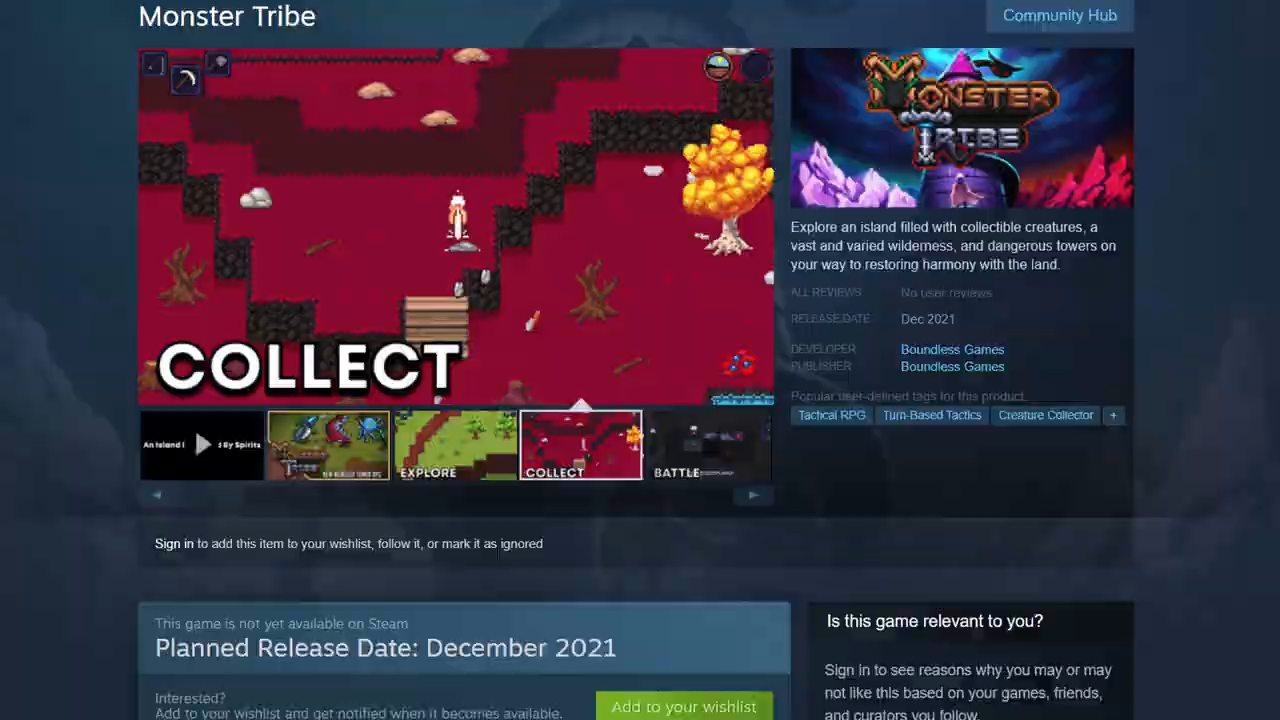 Monster Tribe
Community Hub
COLLECT
MONSTER
TRIBE
Explore an island filled with collectible creatures, a
vast and varied wilderness, and dangerous towers on
your way to restoring harmony with the land.
ALL REVIEWS No user reviews
RELEASE DATE Dec 2021
DEVELOPER Boundless Games
PUBLISHER Boundless Games
Popular user-defined tags for this product:
Tactical RPG Turn-Based Tactics Creature Collector +
An Island I s By Spirits
EXPLORE
COLLECT
BATTLE
Sign in to add this item to your wishlist, follow it, or mark it as ignored
This game is not yet available on Steam
Planned Release Date: December 2021
Interested?
Add to your wishlist and get notified when it becomes available.
Add to your wishlist
Is this game relevant to you?
Sign in to see reasons why you may or may
not like this based on your games, friends,
and curators you follow.